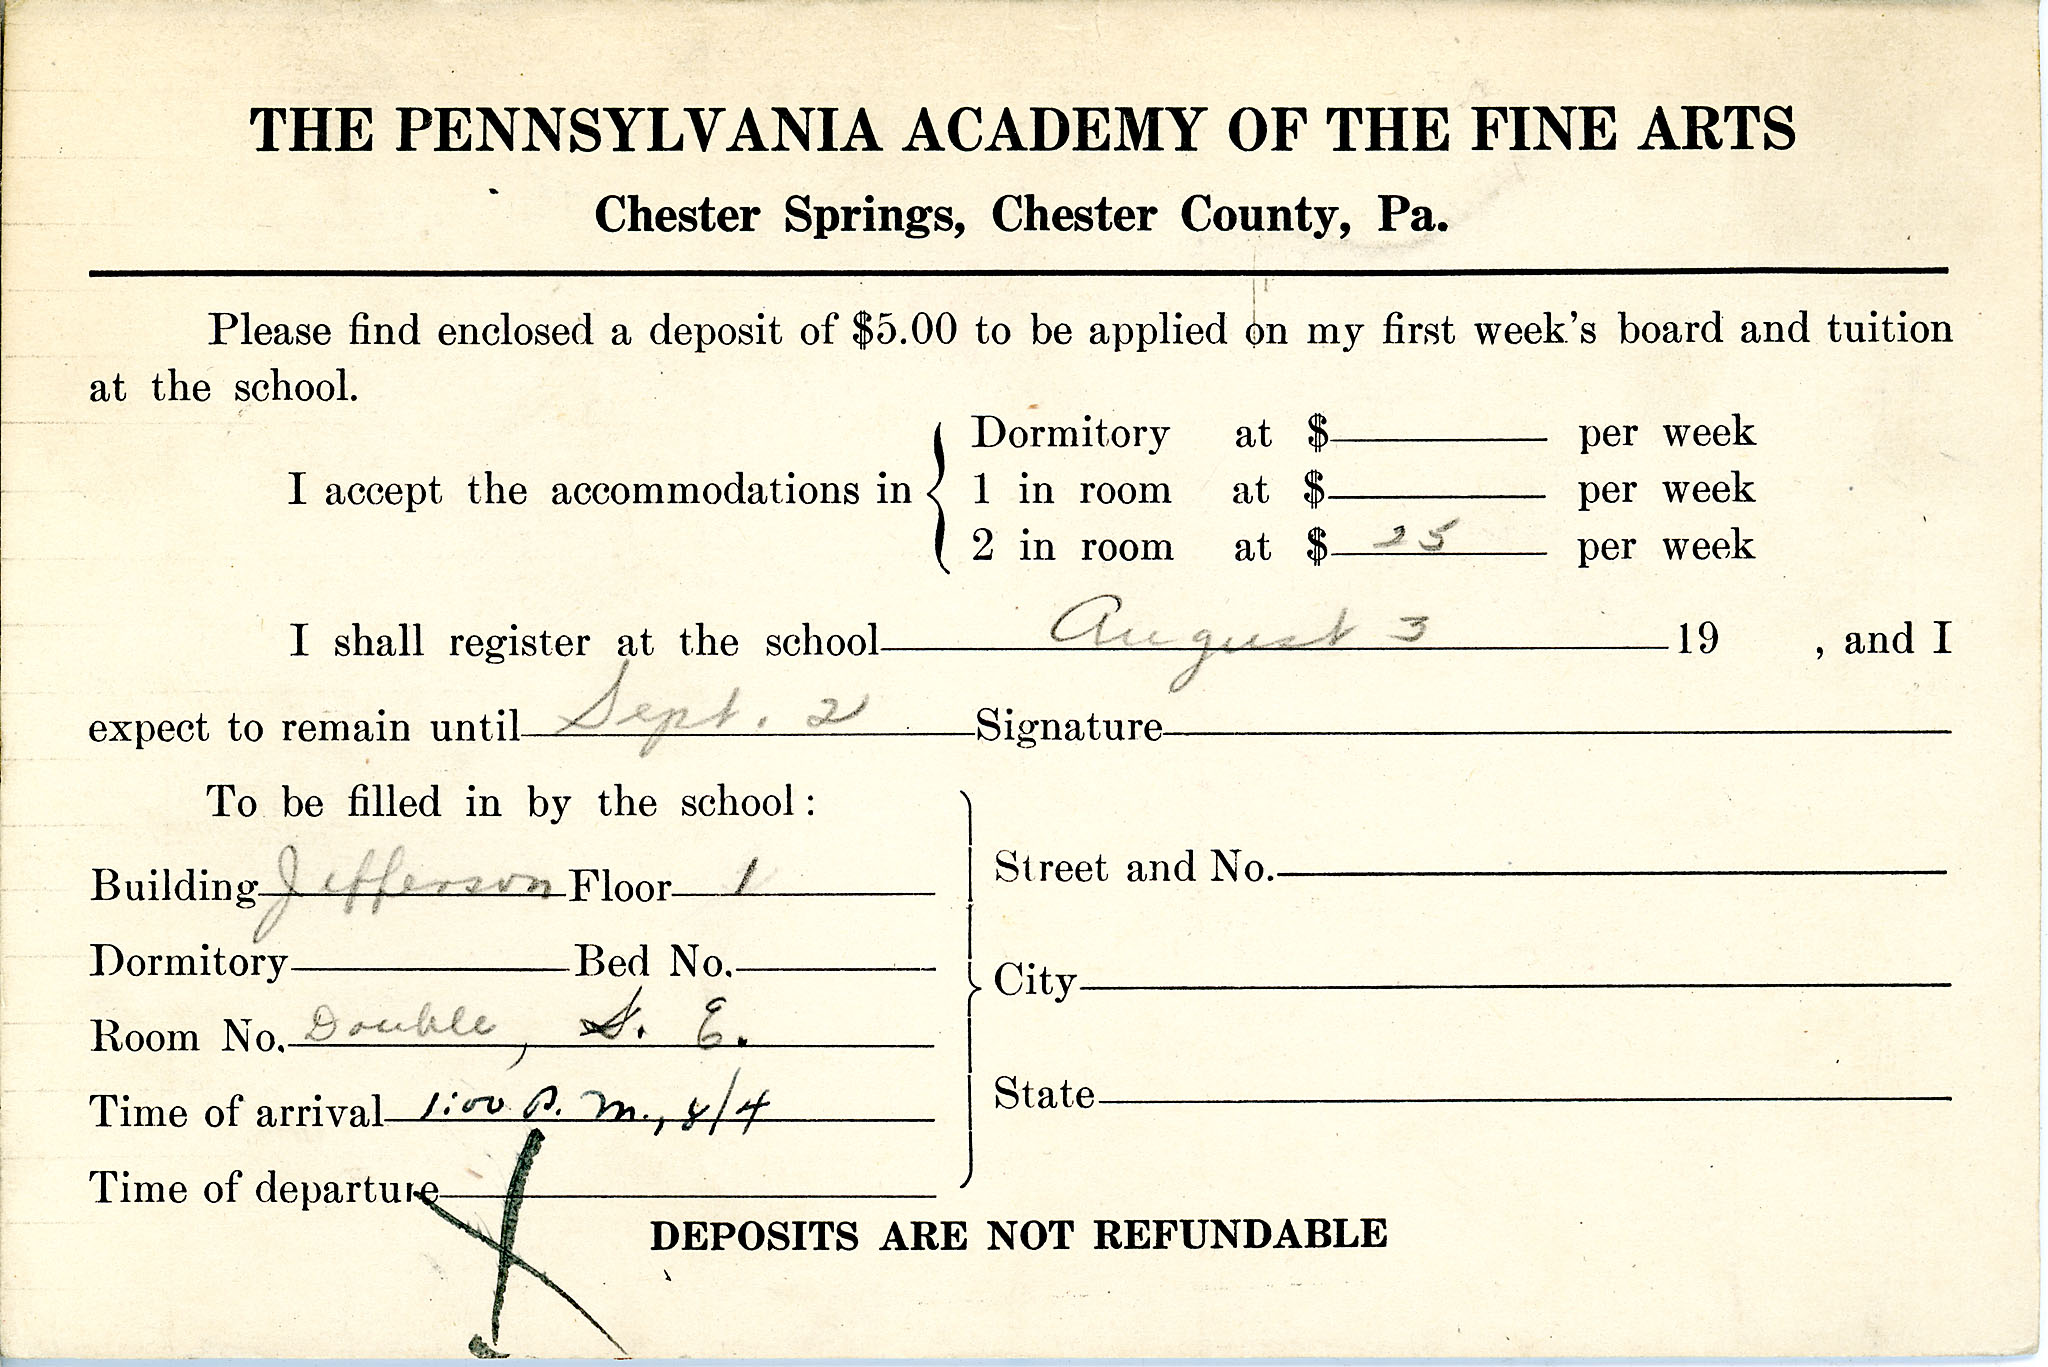 THE PENNSYLVANIA ACADEMY OF THE FINE ARTS
Chester Springs, Chester County, Pa.
Please find enclosed a deposit of $5.00 to be applied on my first week's board and tuition
at the school.
I accept the accommodations in
Dormitory at $ per week
1 in room at $ per week
2 in room at $ 25 per week
I shall register at the school August 3 19 , and I
expect to remain until Sept. 2 Signature
To be filled in by the school:
Building Jefferson Floor 1
Dormitory Bed No.
Room No. Double, S. E.
Time of arrival 1:00 P. M., 8/4
Time of departure
Street and No.
City
State
DEPOSITS ARE NOT REFUNDABLE